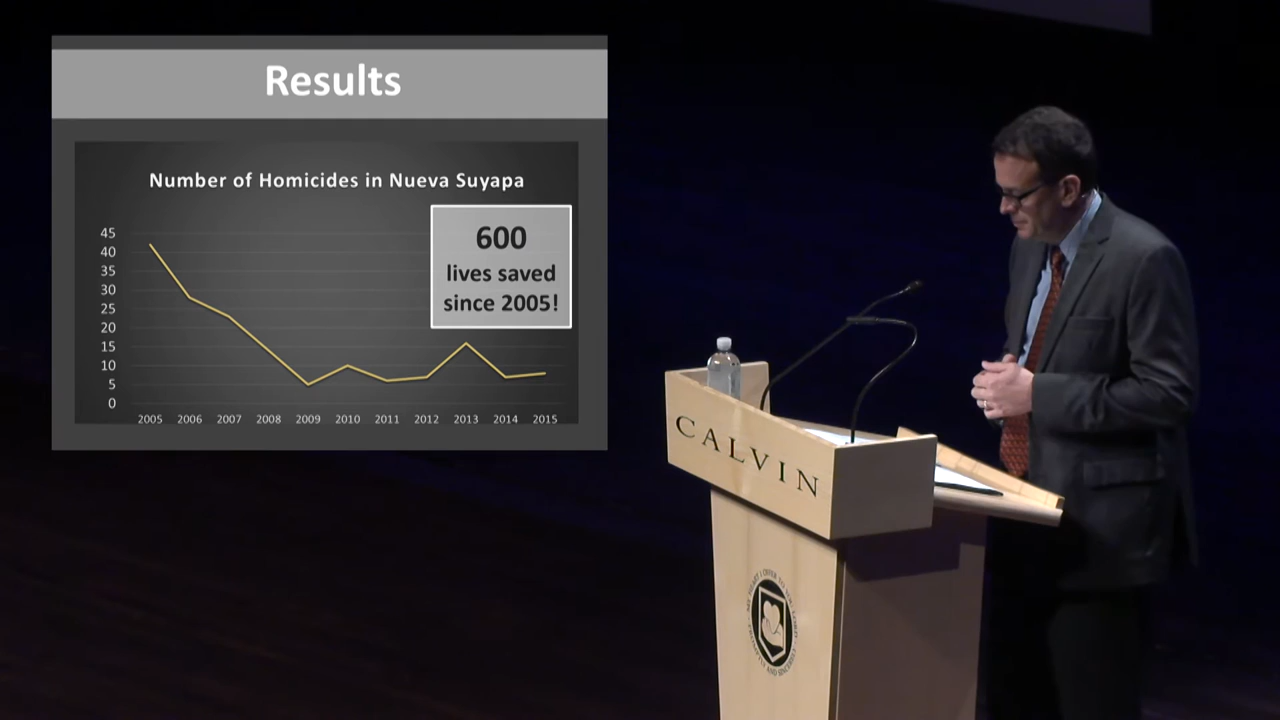 Results
Number of Homicides in Nueva Suyapa
600
lives saved
since 2005!
45
40
35
30
25
20
15
10
5
0
2005 2006 2007 2008 2009 2010 2011 2012 2013 2014 2015
CALVIN